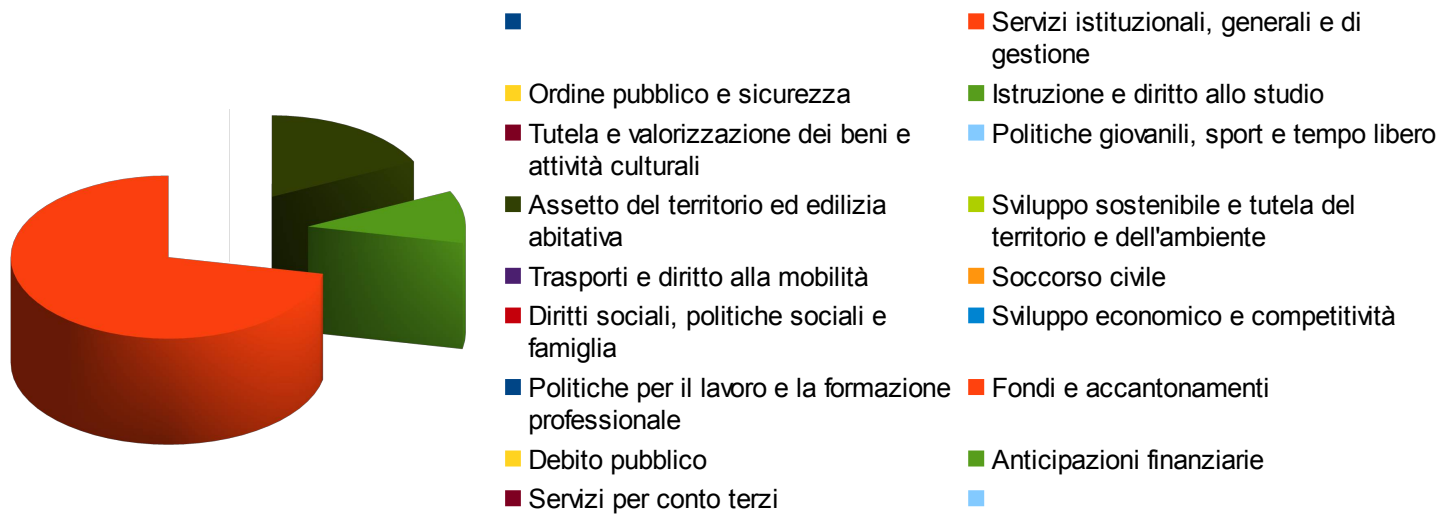 Servizi istituzionali, generali e di
gestione
Ordine pubblico e sicurezza
Istruzione e diritto allo studio
Tutela e valorizzazione dei beni e
attività culturali
Politiche giovanili, sport e tempo libero
Assetto del territorio ed edilizia
abitativa
Sviluppo sostenibile e tutela del
territorio e dell'ambiente
Trasporti e diritto alla mobilità
Soccorso civile
Diritti sociali, politiche sociali e
famiglia
Sviluppo economico e competitività
Politiche per il lavoro e la formazione
professionale
Fondi e accantonamenti
Debito pubblico
Anticipazioni finanziarie
Servizi per conto terzi